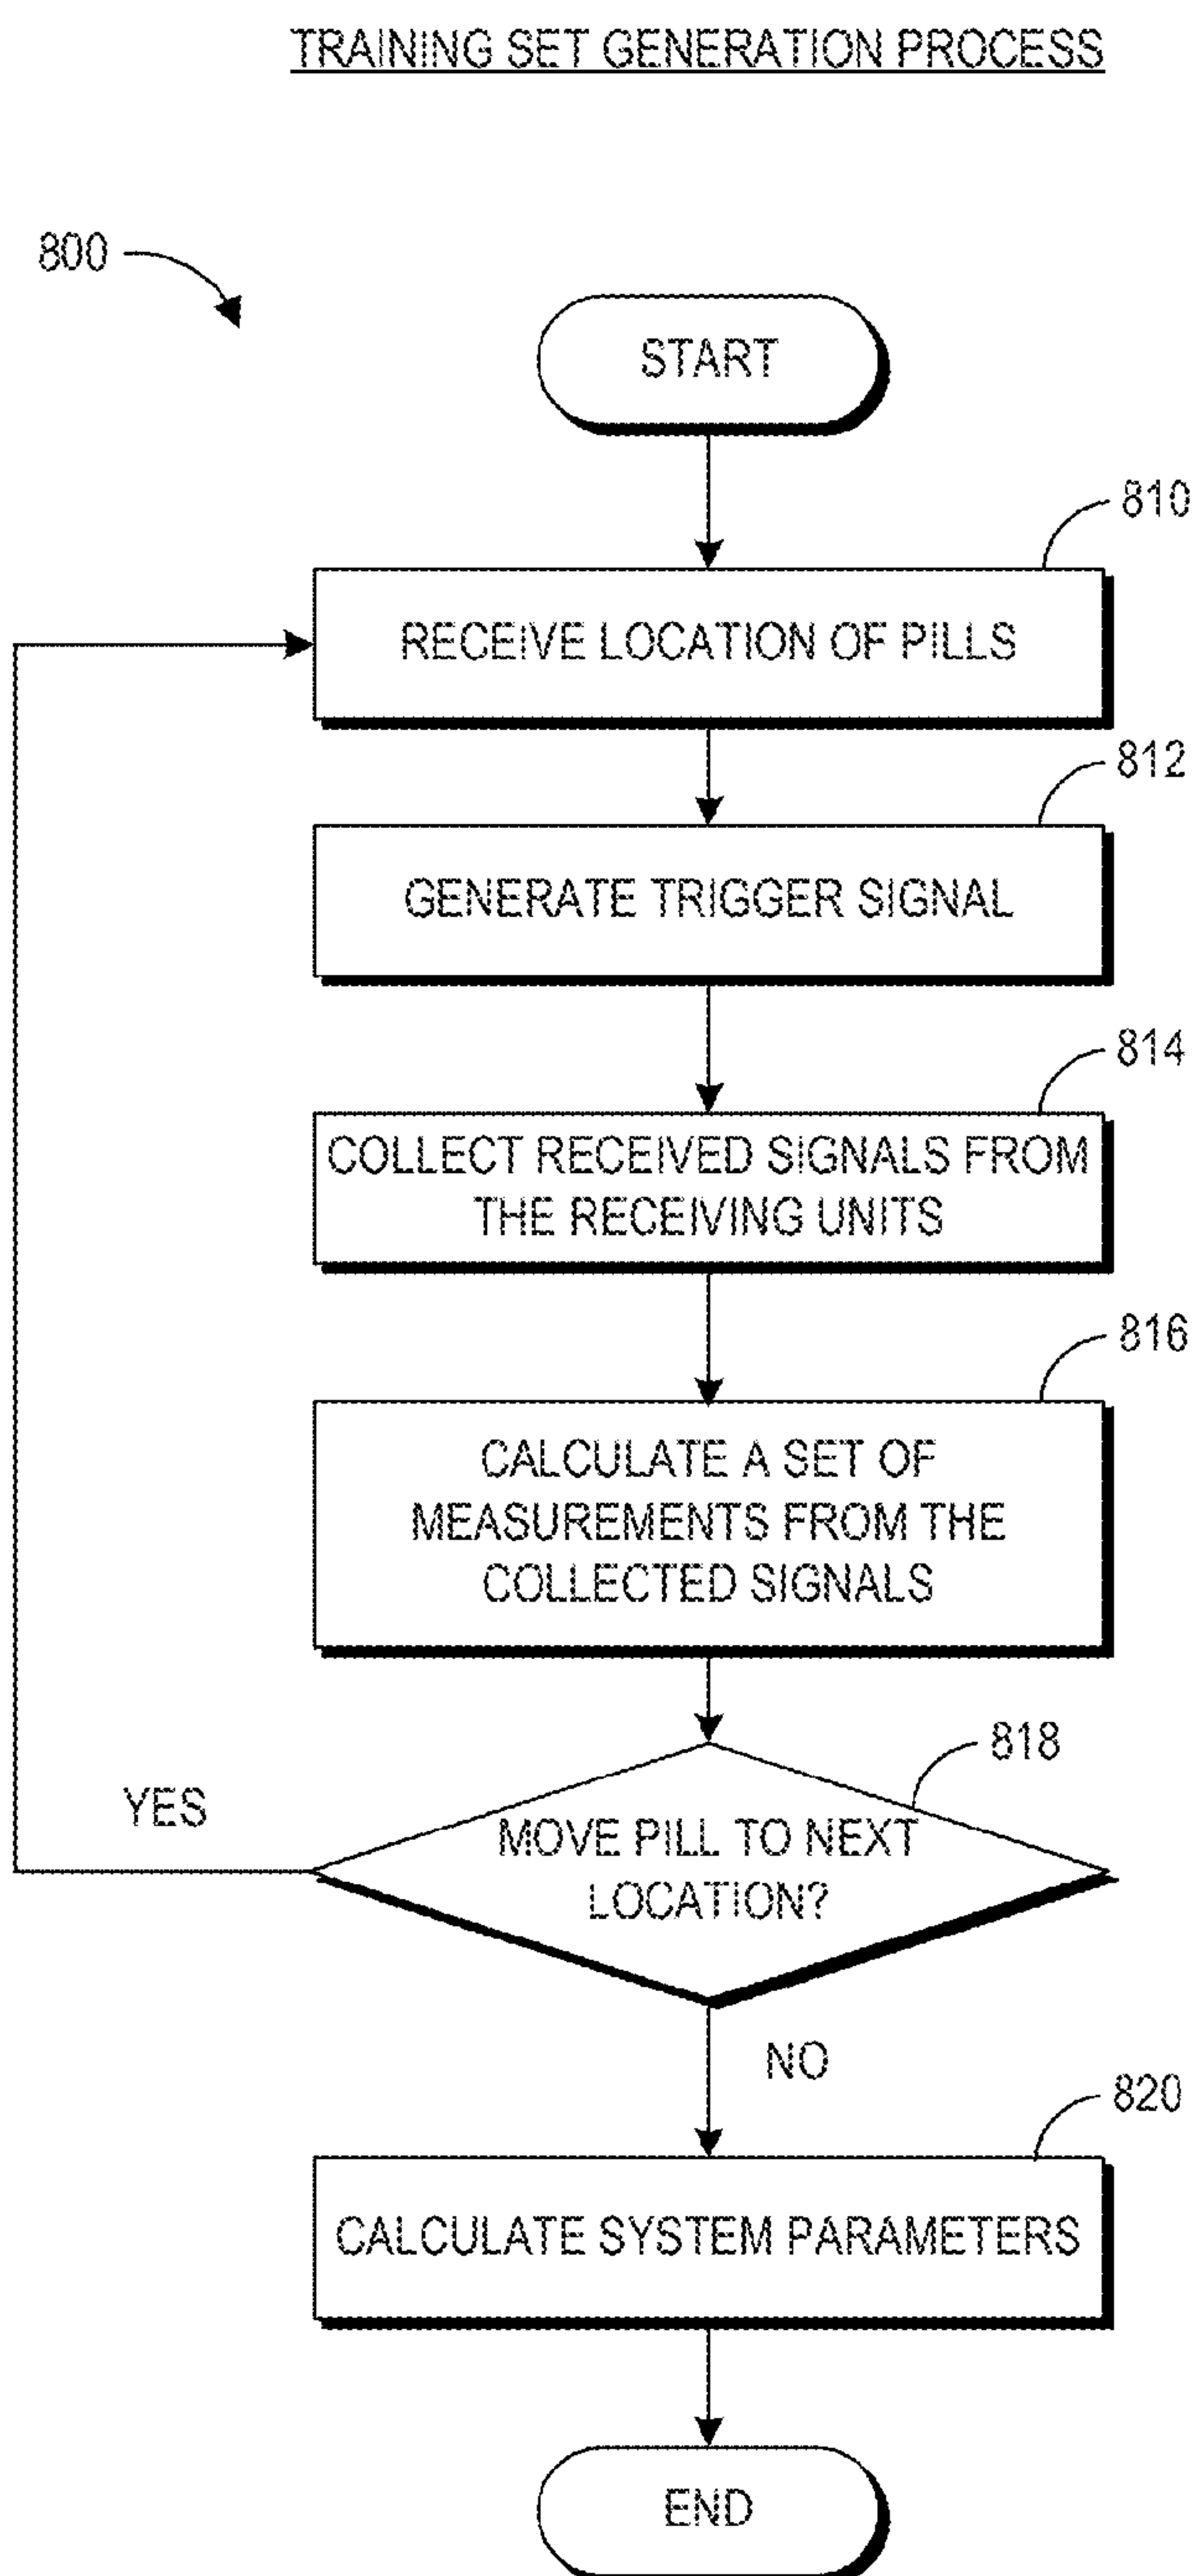 TRAINING SET GENERATION PROCESS
800
START
810
RECEIVE LOCATION OF PILLS
812
GENERATE TRIGGER SIGNAL
814
COLLECT RECEIVED SIGNALS FROM
THE RECEIVING UNITS
816
CALCULATE A SET OF
MEASUREMENTS FROM THE
COLLECTED SIGNALS
818
YES
MOVE PILL TO NEXT
LOCATION?
NO
820
CALCULATE SYSTEM PARAMETERS
END